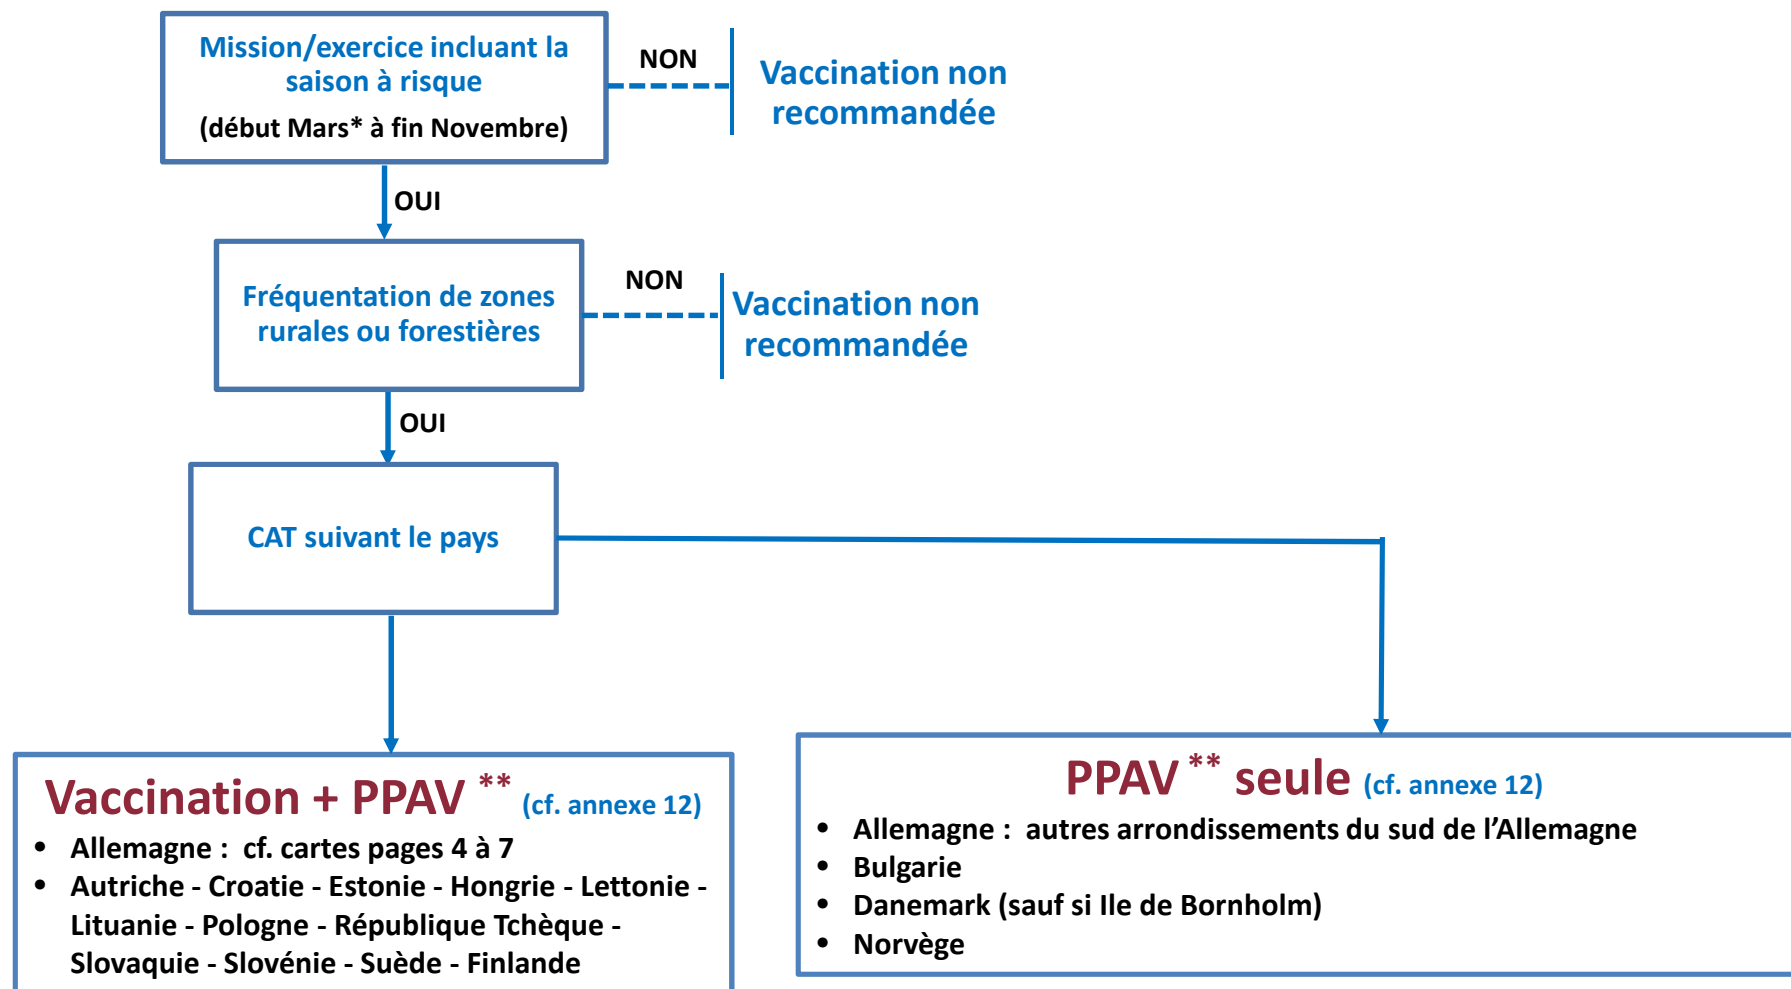 Mission/exercice incluant la
saison à risque
(début Mars* à fin Novembre)
NON
Vaccination non
recommandée
OUI
Fréquentation de zones
rurales ou forestières
NON
Vaccination non
recommandée
OUI
CAT suivant le pays
Vaccination + PPAV ** (cf. annexe 12)
• Allemagne : cf. cartes pages 4 à 7
• Autriche - Croatie - Estonie - Hongrie - Lettonie -
Lituanie - Pologne - République Tchèque -
Slovaquie - Slovénie - Suède - Finlande
PPAV ** seule (cf. annexe 12)
• Allemagne : autres arrondissements du sud de l’Allemagne
• Bulgarie
• Danemark (sauf si Ile de Bornholm)
• Norvège